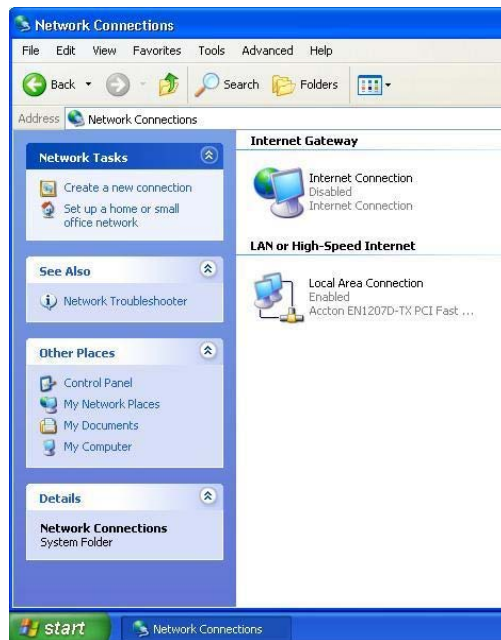 Network Connections
File Edit View Favorites Tools Advanced Help
Back Search Folders
Address Network Connections
Network Tasks
Create a new connection
Set up a home or small
office network
See Also
Network Troubleshooter
Other Places
Control Panel
My Network Places
My Documents
My Computer
Details
Network Connections
System Folder
Internet Gateway
Internet Connection
Disabled
Internet Connection
LAN or High-Speed Internet
Local Area Connection
Enabled
Accton EN1207D-TX PCI Fast ...
start Network Connections